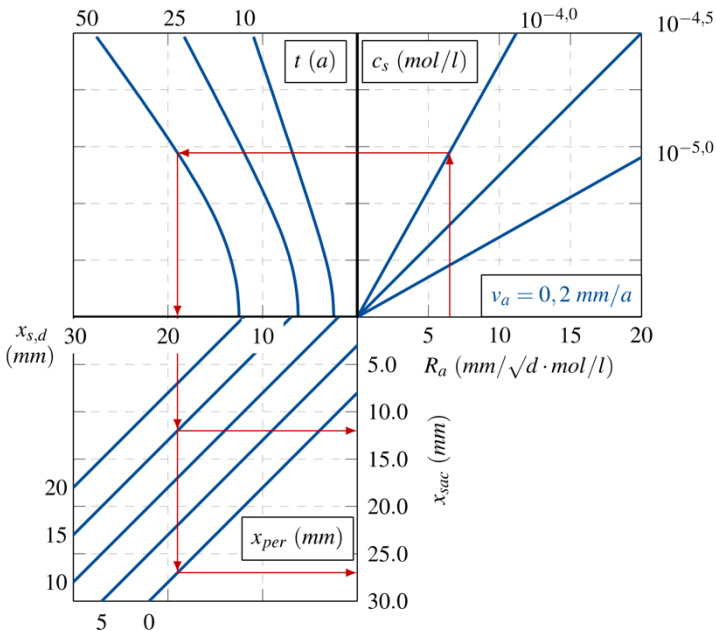 50 25 10 10⁻⁴,⁰ 10⁻⁴,⁵
t (a) c_s (mol/l)
10⁻⁵,⁰
v_a = 0,2 mm/a
x_{s,d}
(mm)
30 20 10 5 10 15 20
R_a (mm/√d · mol/l)
5.0
10.0
15.0
20.0
25.0
30.0
x_{sac} (mm)
x_{per} (mm)
20
15
10
5 0